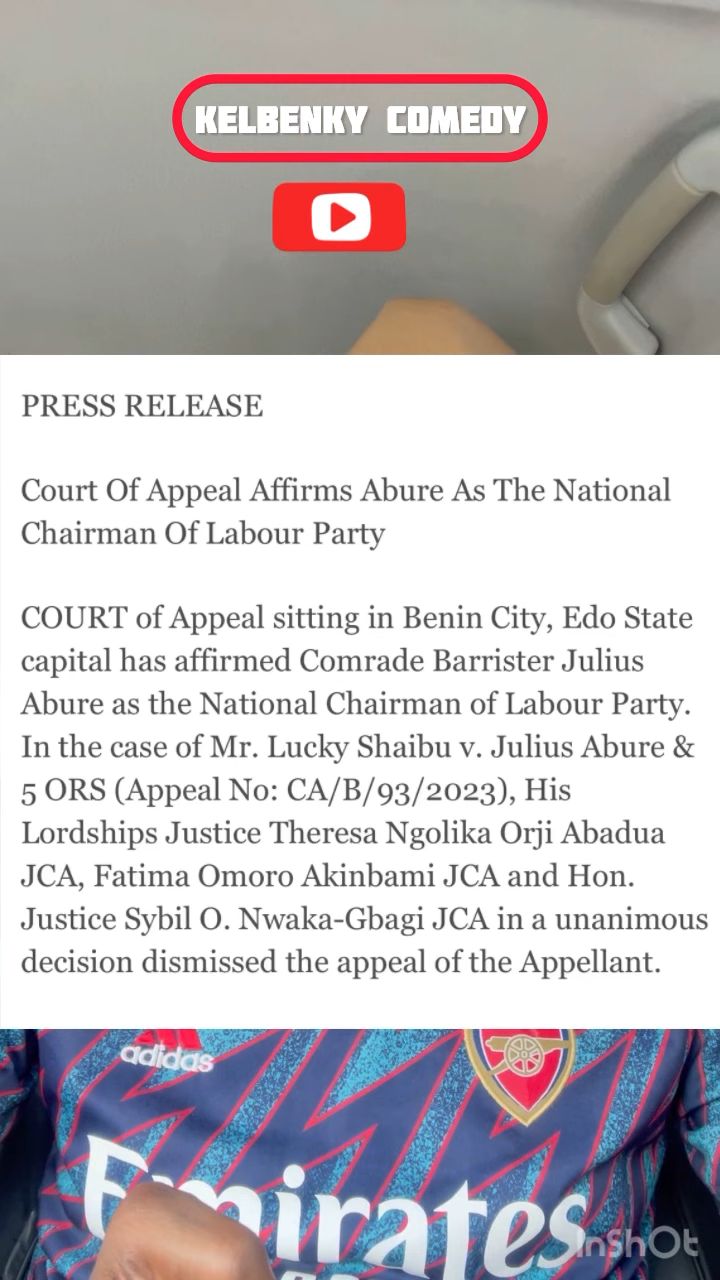 KELBENKY COMEDY
PRESS RELEASE
Court Of Appeal Affirms Abure As The National
Chairman Of Labour Party
COURT of Appeal sitting in Benin City, Edo State
capital has affirmed Comrade Barrister Julius
Abure as the National Chairman of Labour Party.
In the case of Mr. Lucky Shaibu v. Julius Abure &
5 ORS (Appeal No: CA/B/93/2023), His
Lordships Justice Theresa Ngolika Orji Abadua
JCA, Fatima Omoro Akinbami JCA and Hon.
Justice Sybil O. Nwaka-Gbagi JCA in a unanimous
decision dismissed the appeal of the Appellant.
adidas
Emirates
InShOt